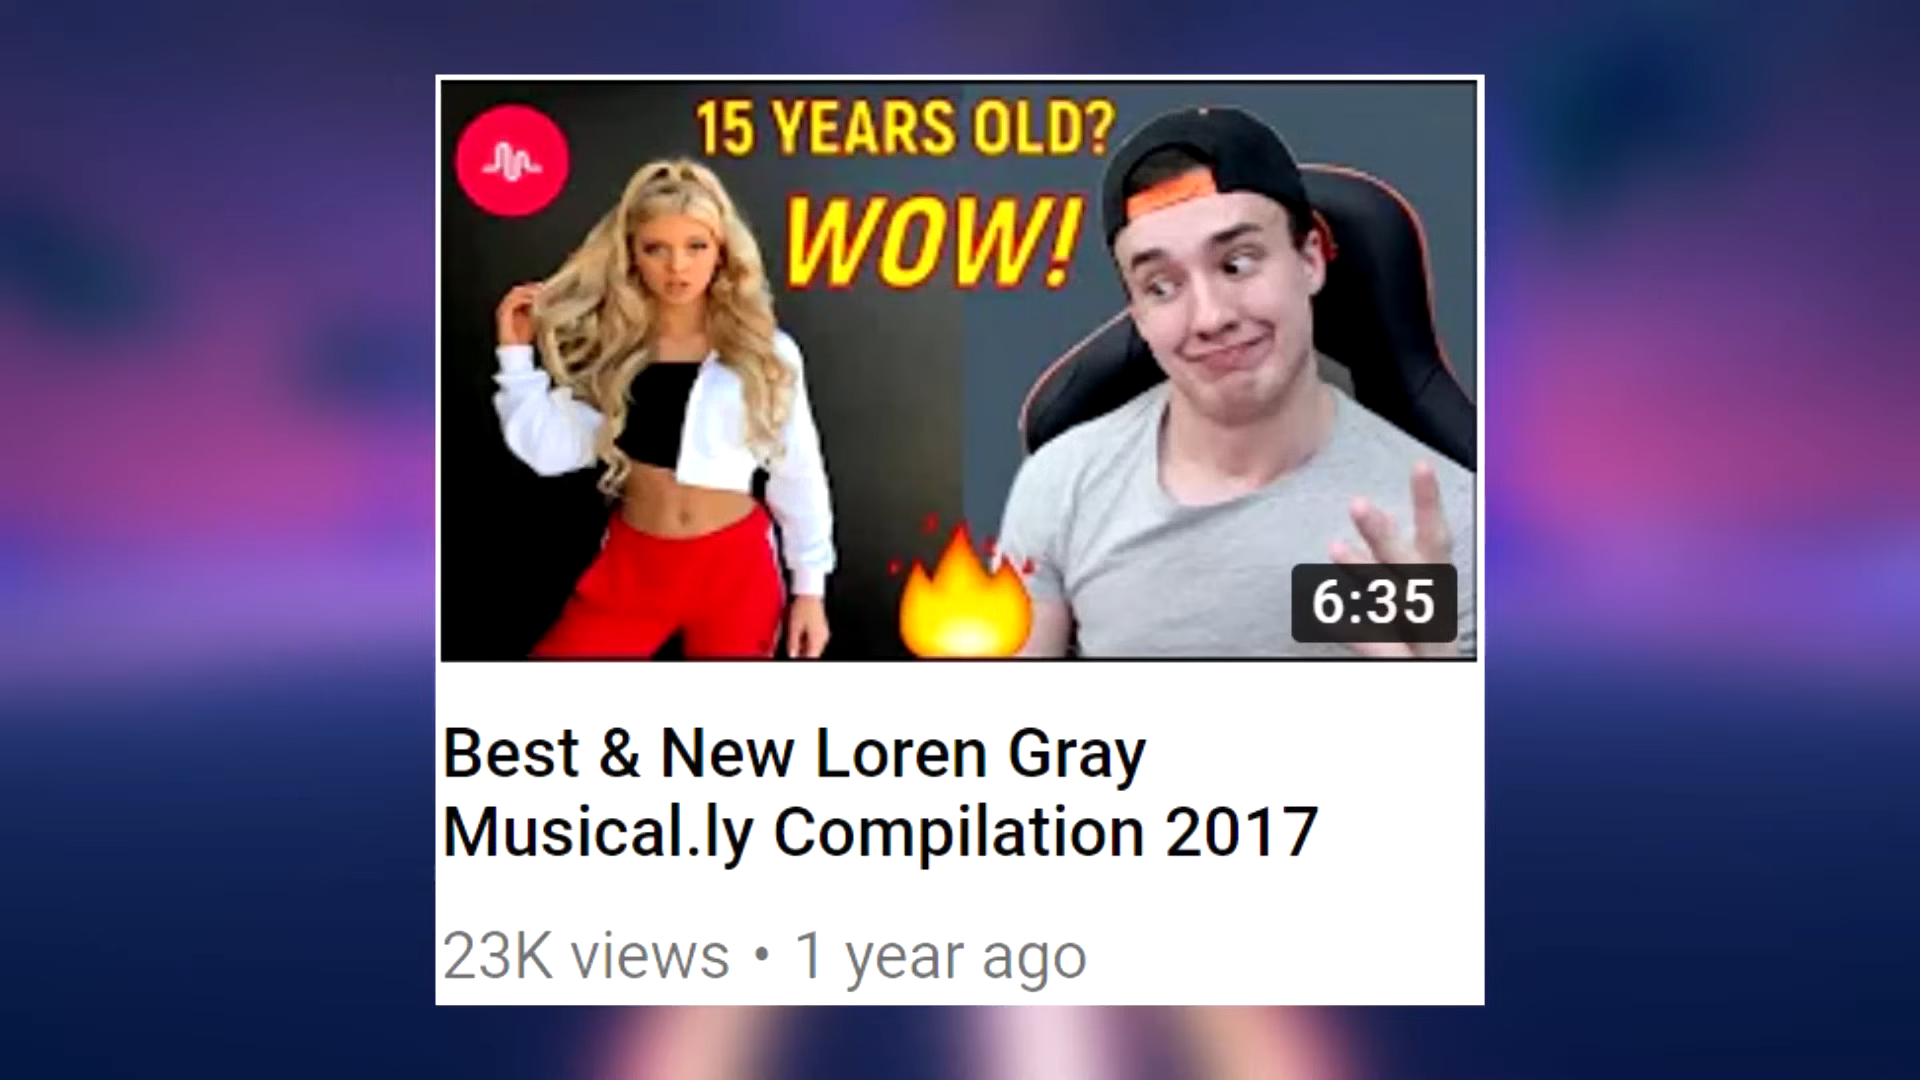 15 YEARS OLD?
WOW!
6:35
Best & New Loren Gray
Musical.ly Compilation 2017
23K views • 1 year ago